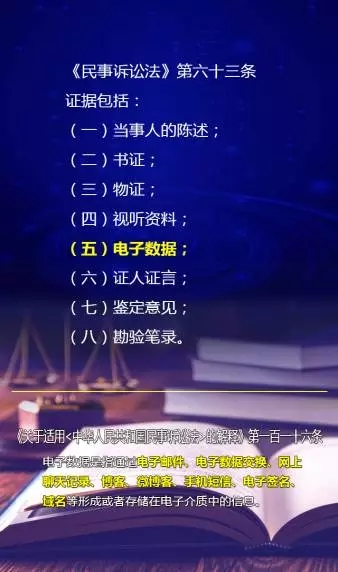 《民事诉讼法》第六十三条
证据包括：
（一）当事人的陈述；
（二）书证；
（三）物证；
（四）视听资料；
（五）电子数据；
（六）证人证言；
（七）鉴定意见；
（八）勘验笔录。
《关于适用<中华人民共和国民事诉讼法>的解释》第一百一十六条
电子数据是指通过电子邮件、电子数据交换、网上
聊天记录、博客、微博客、手机短信、电子签名、
域名等形成或者存储在电子介质中的信息。